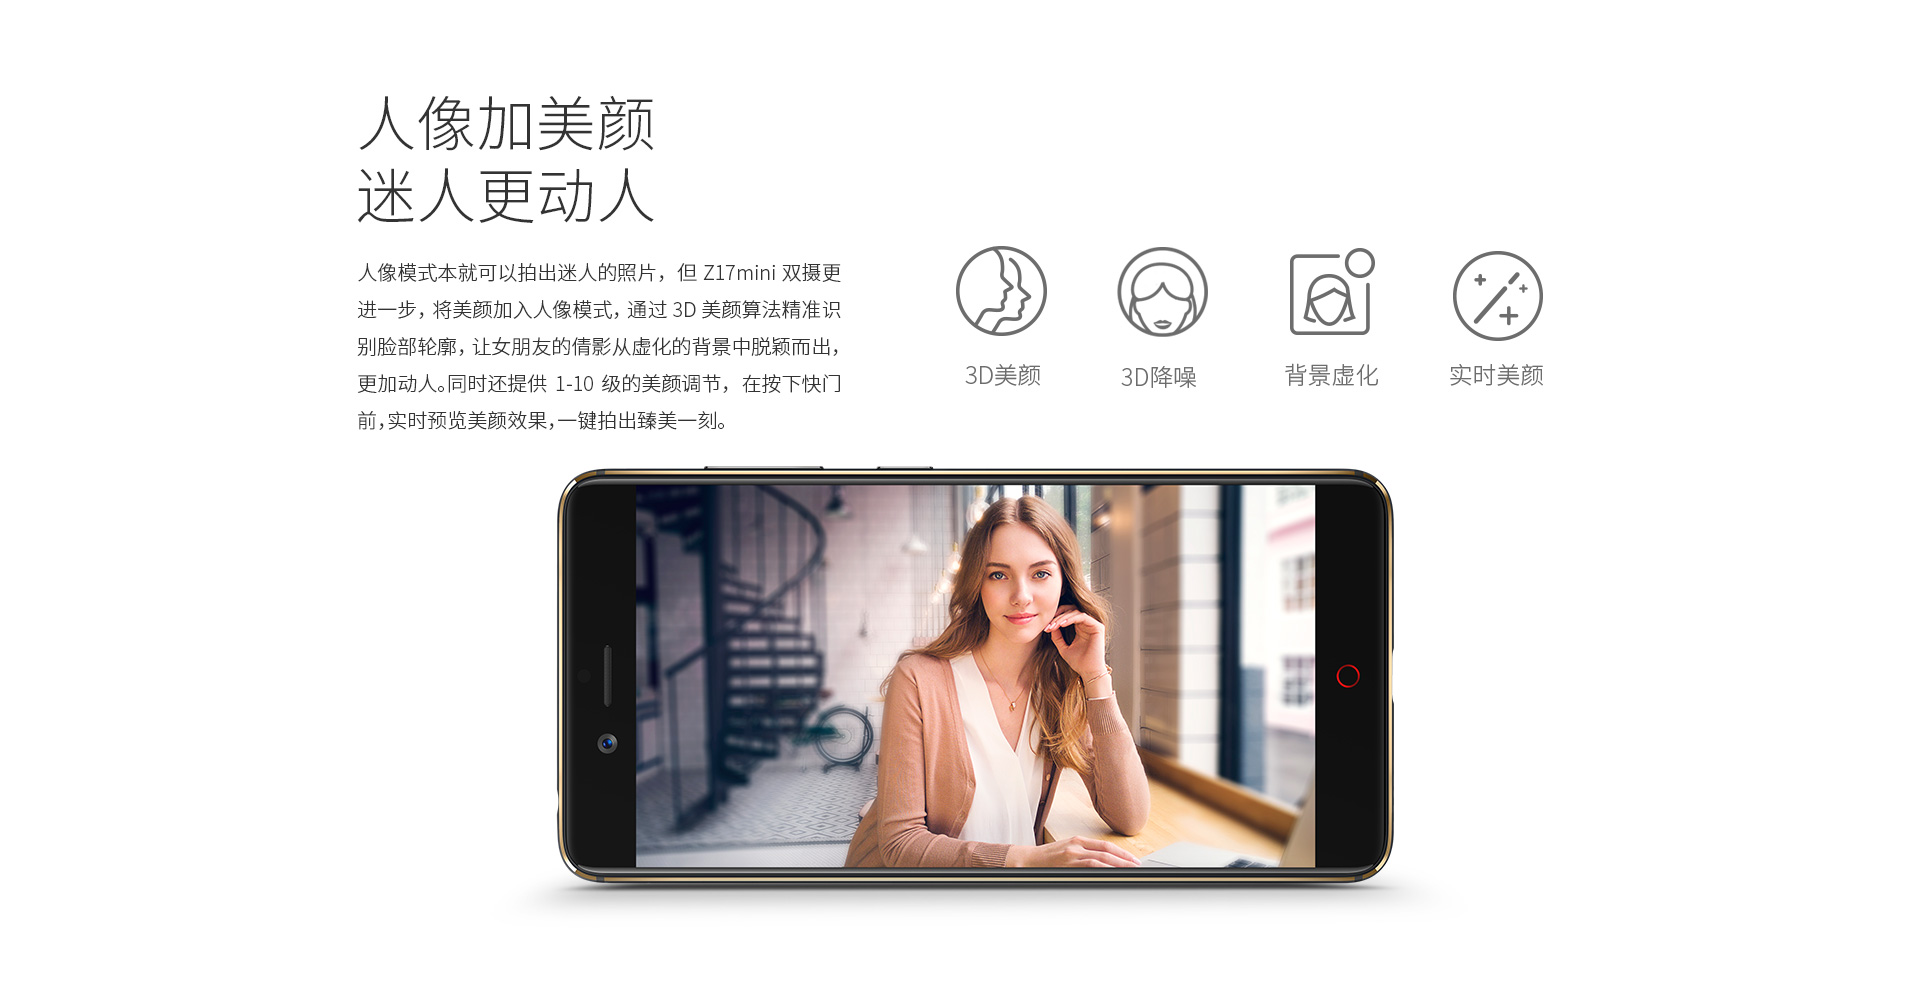 人像加美颜
迷人更动人
人像模式本就可以拍出迷人的照片，但 Z17mini 双摄更
进一步，将美颜加入人像模式，通过 3D 美颜算法精准识
别脸部轮廓，让女朋友的倩影从虚化的背景中脱颖而出，
更加动人。同时还提供 1-10 级的美颜调节，在按下快门
前，实时预览美颜效果，一键拍出臻美一刻。
3D美颜
3D降噪
背景虚化
实时美颜